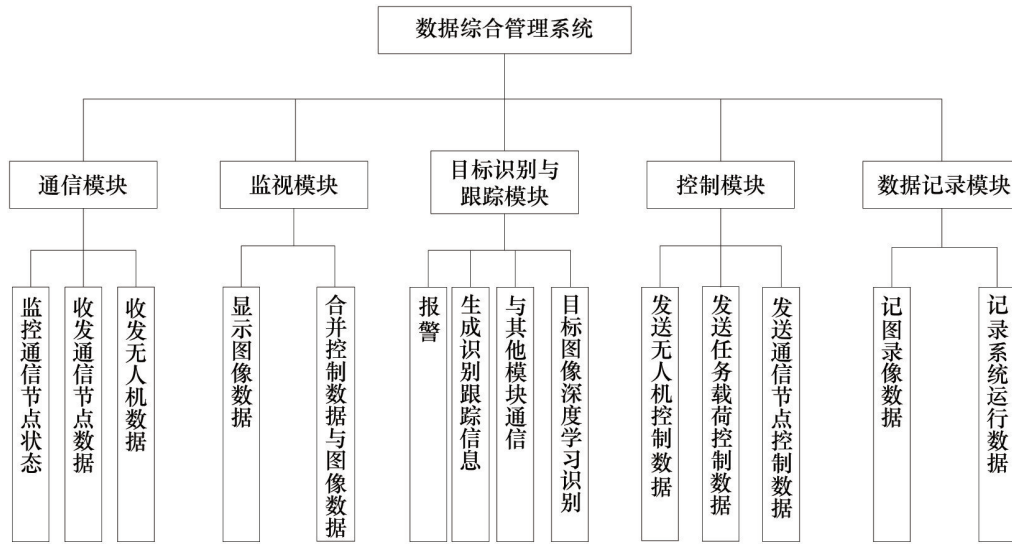 数据综合管理系统
通信模块
监视模块
目标识别与
跟踪模块
控制模块
数据记录模块
监控通信节点状态
收发通信节点数据
收发无人机数据
显示图像数据
合并控制数据与图像数据
报警
生成识别跟踪信息
与其他模块通信
目标图像深度学习识别
发送无人机控制数据
发送任务载荷控制数据
发送通信节点控制数据
记图录像数据
记录系统运行数据